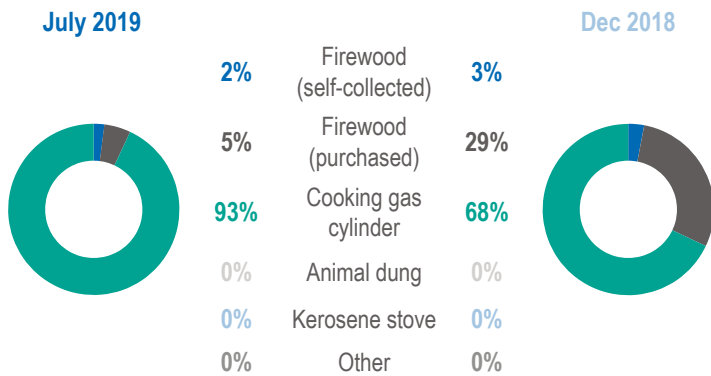 July 2019
Dec 2018
2% Firewood (self-collected) 3%
5% Firewood (purchased) 29%
93% Cooking gas cylinder 68%
0% Animal dung 0%
0% Kerosene stove 0%
0% Other 0%